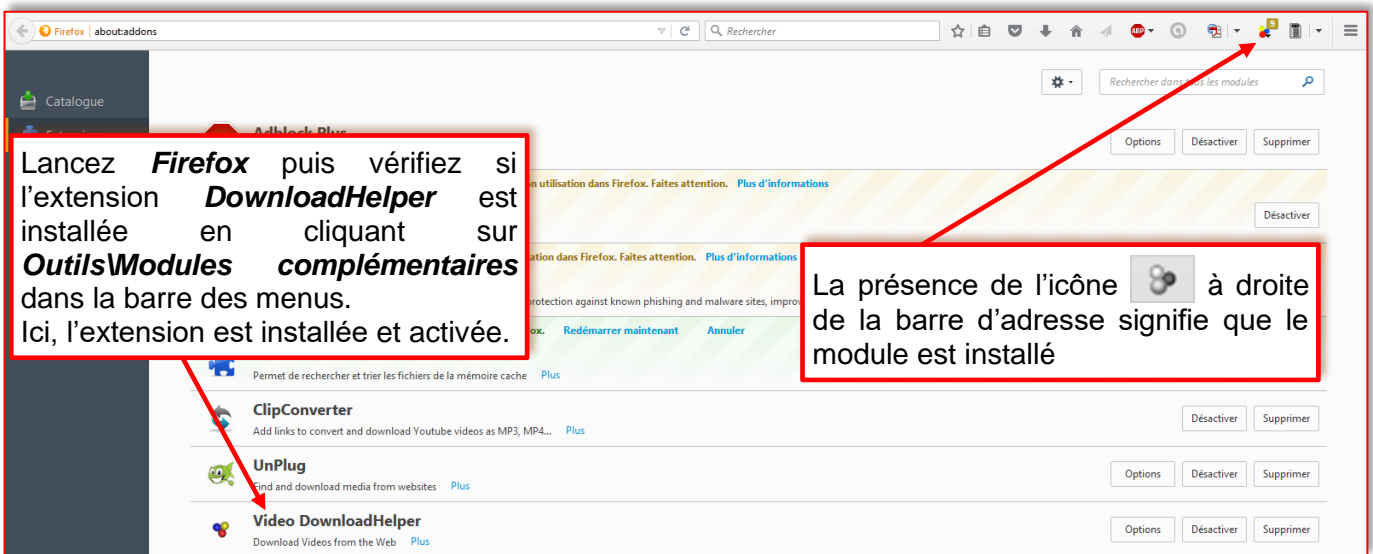 Firefox about:addons
Rechercher
ABP
9
Catalogue
Rechercher dans tous les modules
Adblock Plus
Options Désactiver Supprimer
Lancez Firefox puis vérifiez si
l'extension DownloadHelper est
installée en cliquant sur
Outils\Modules complémentaires
dans la barre des menus.
Ici, l'extension est installée et activée.
utilisation dans Firefox. Faites attention. Plus d'informations
Désactiver
dans Firefox. Faites attention. Plus d'informations
protection against known phishing and malware sites,
La présence de l'icône à droite
de la barre d'adresse signifie que le
module est installé
Redémarrer maintenant Annuler
Permet de rechercher et trier les fichiers de la mémoire cache Plus
ClipConverter
Add links to convert and download Youtube videos as MP3, MP4... Plus
Désactiver Supprimer
UnPlug
Find and download media from websites Plus
Options Désactiver Supprimer
Video DownloadHelper
Download Videos from the Web Plus
Options Désactiver Supprimer